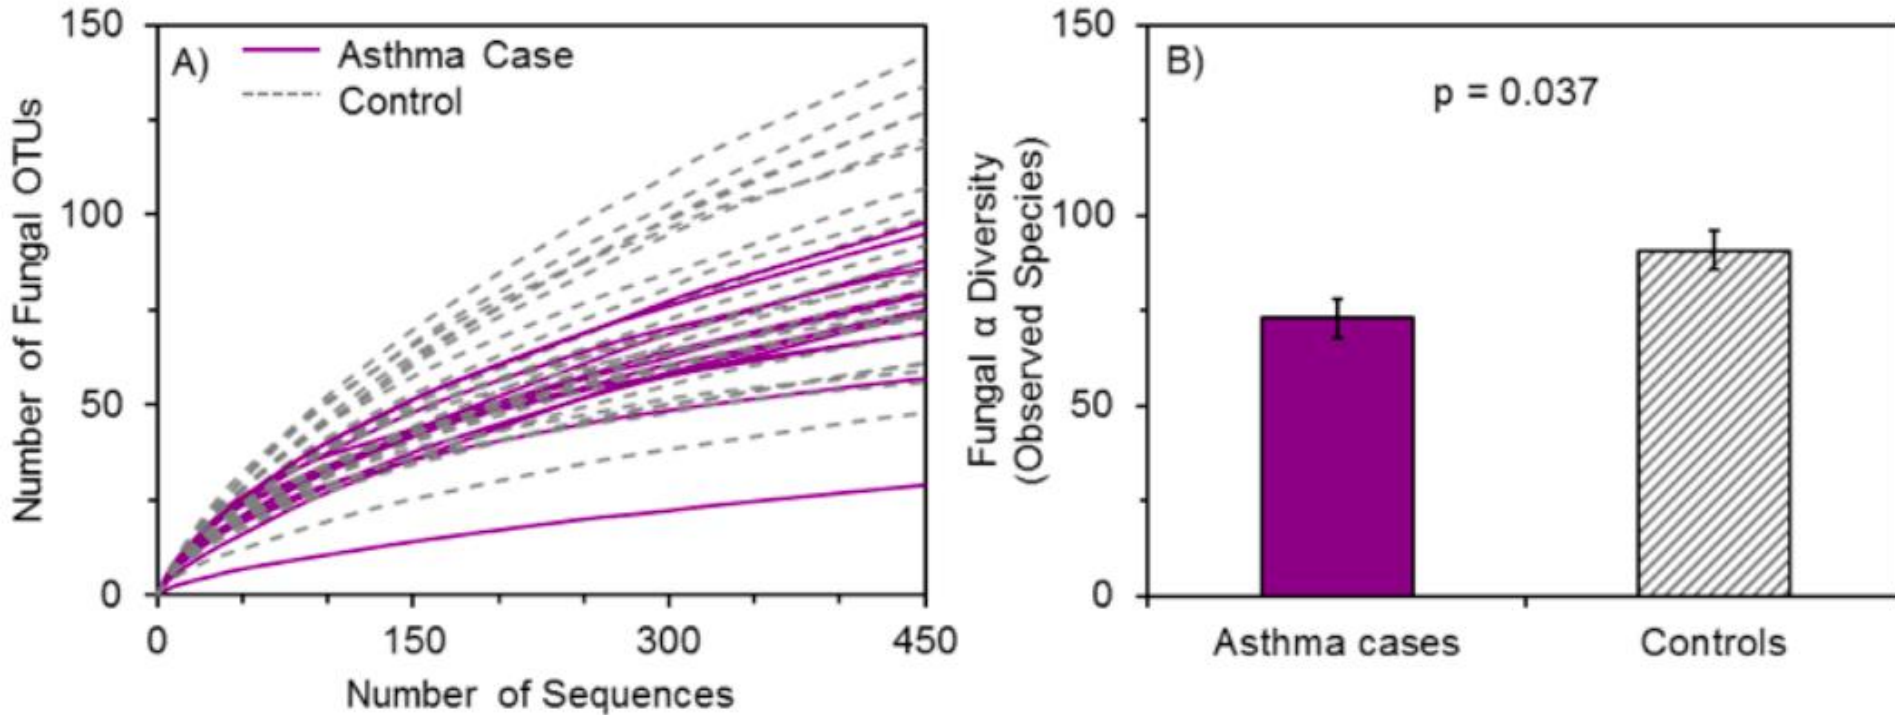 A)
Asthma Case
Control
150
100
50
0
0
150
300
450
Number of Fungal OTUs
Number of Sequences
B)
p = 0.037
150
100
50
0
Fungal α Diversity
(Observed Species)
Asthma cases
Controls